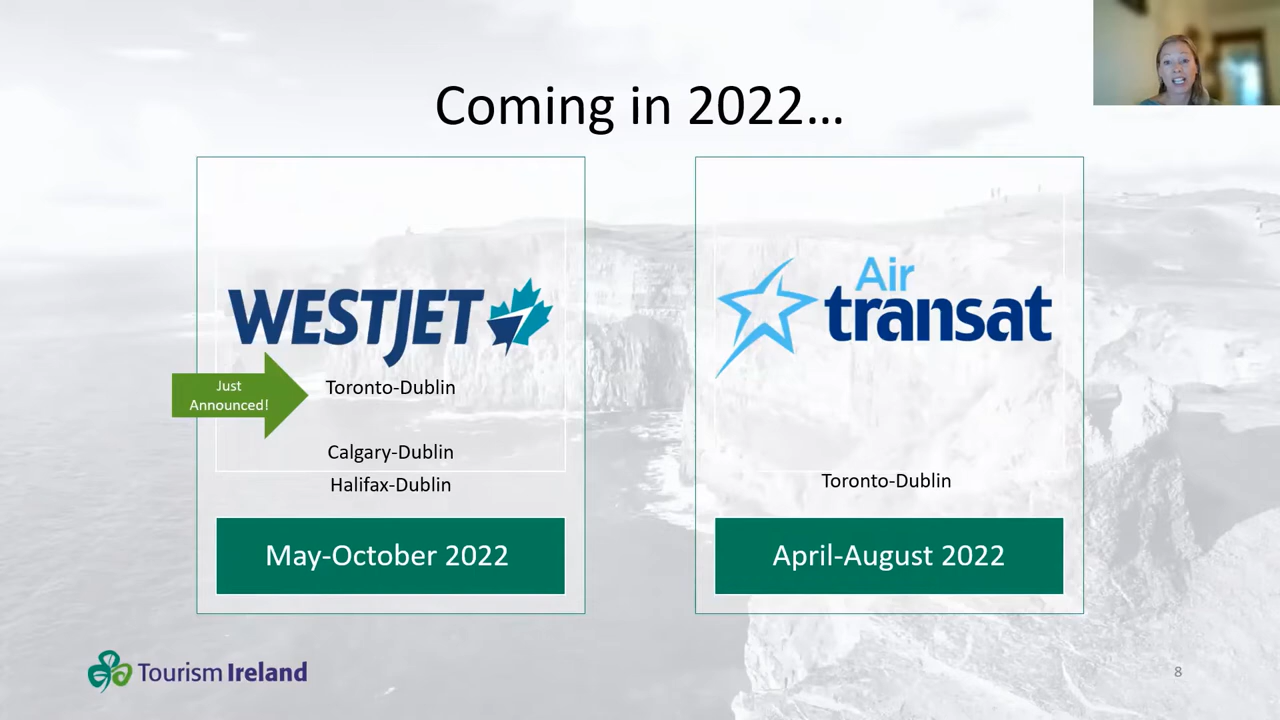 Coming in 2022…
WESTJET
Just
Announced!
Toronto-Dublin
Calgary-Dublin
Halifax-Dublin
May-October 2022
Air
transat
Toronto-Dublin
April-August 2022
Tourism Ireland
8